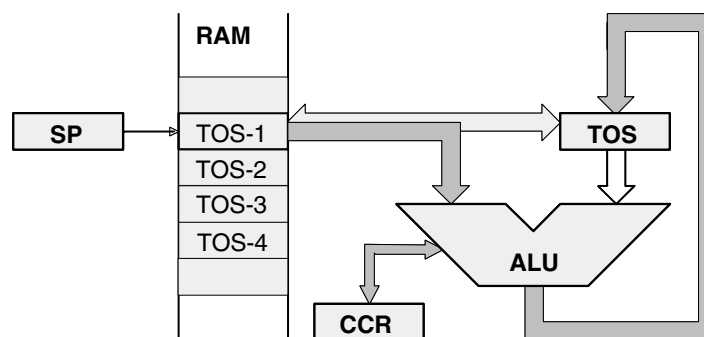 RAM
SP
TOS-1
TOS
TOS-2
TOS-3
TOS-4
ALU
CCR